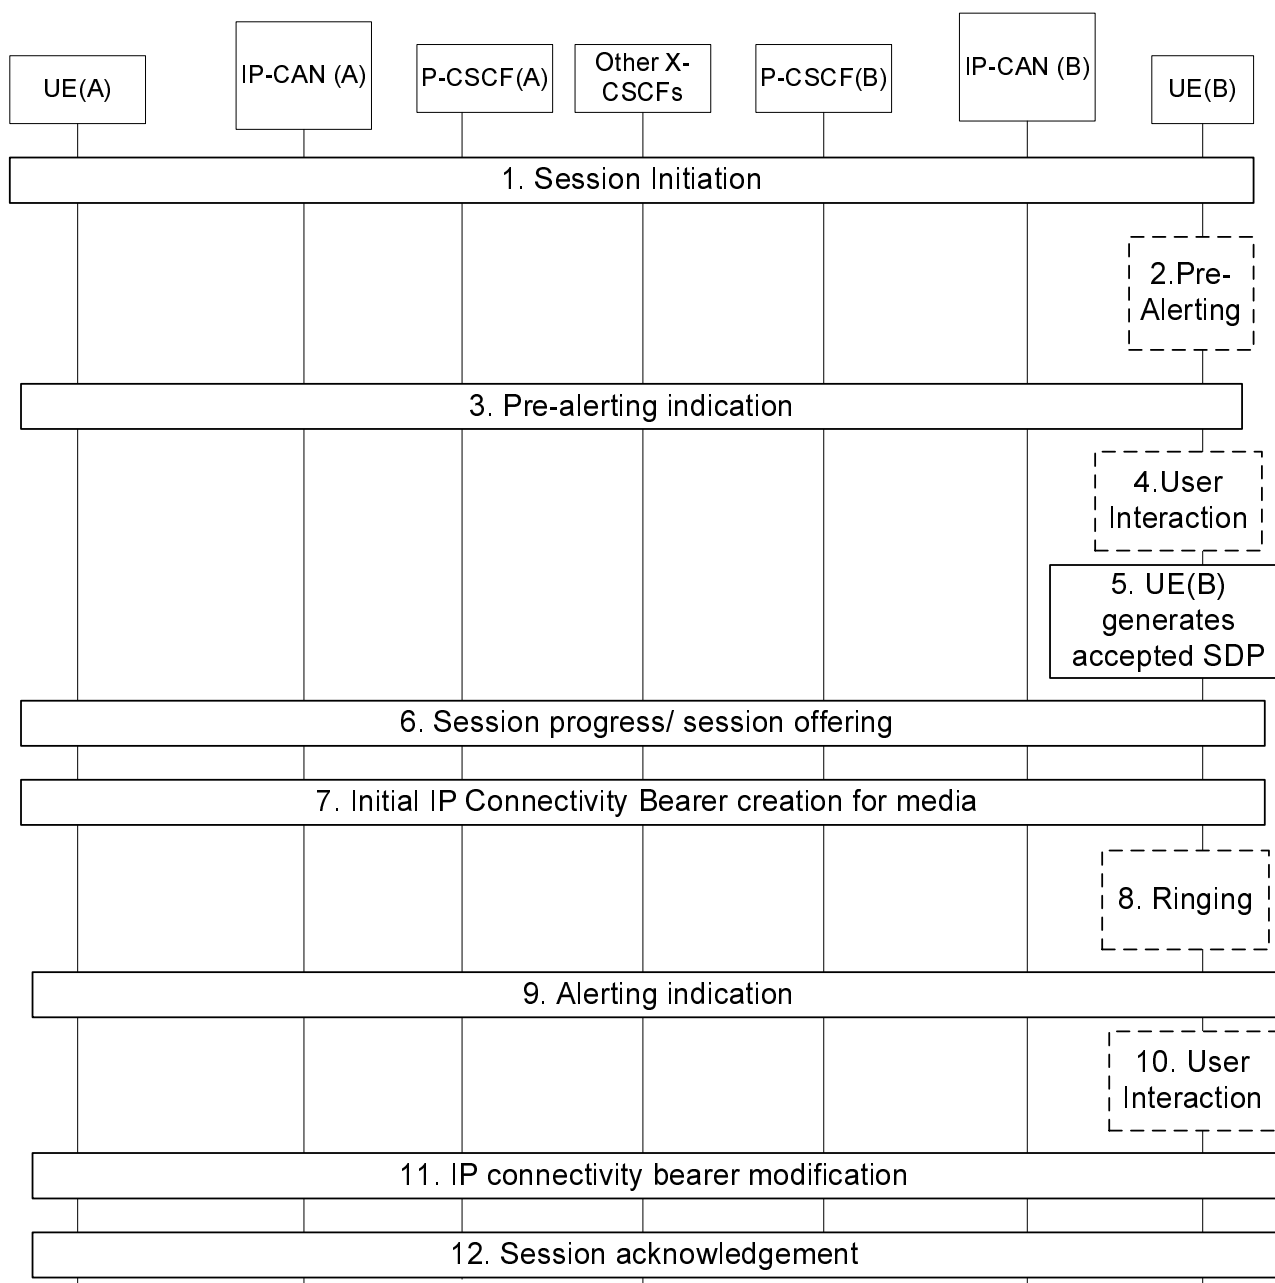 UE(A)
IP-CAN (A)
P-CSCF(A)
Other X-
CSCFs
P-CSCF(B)
IP-CAN (B)
UE(B)
1. Session Initiation
2.Pre-
Alerting
3. Pre-alerting indication
4.User
Interaction
5. UE(B)
generates
accepted SDP
6. Session progress/ session offering
7. Initial IP Connectivity Bearer creation for media
8. Ringing
9. Alerting indication
10. User
Interaction
11. IP connectivity bearer modification
12. Session acknowledgement